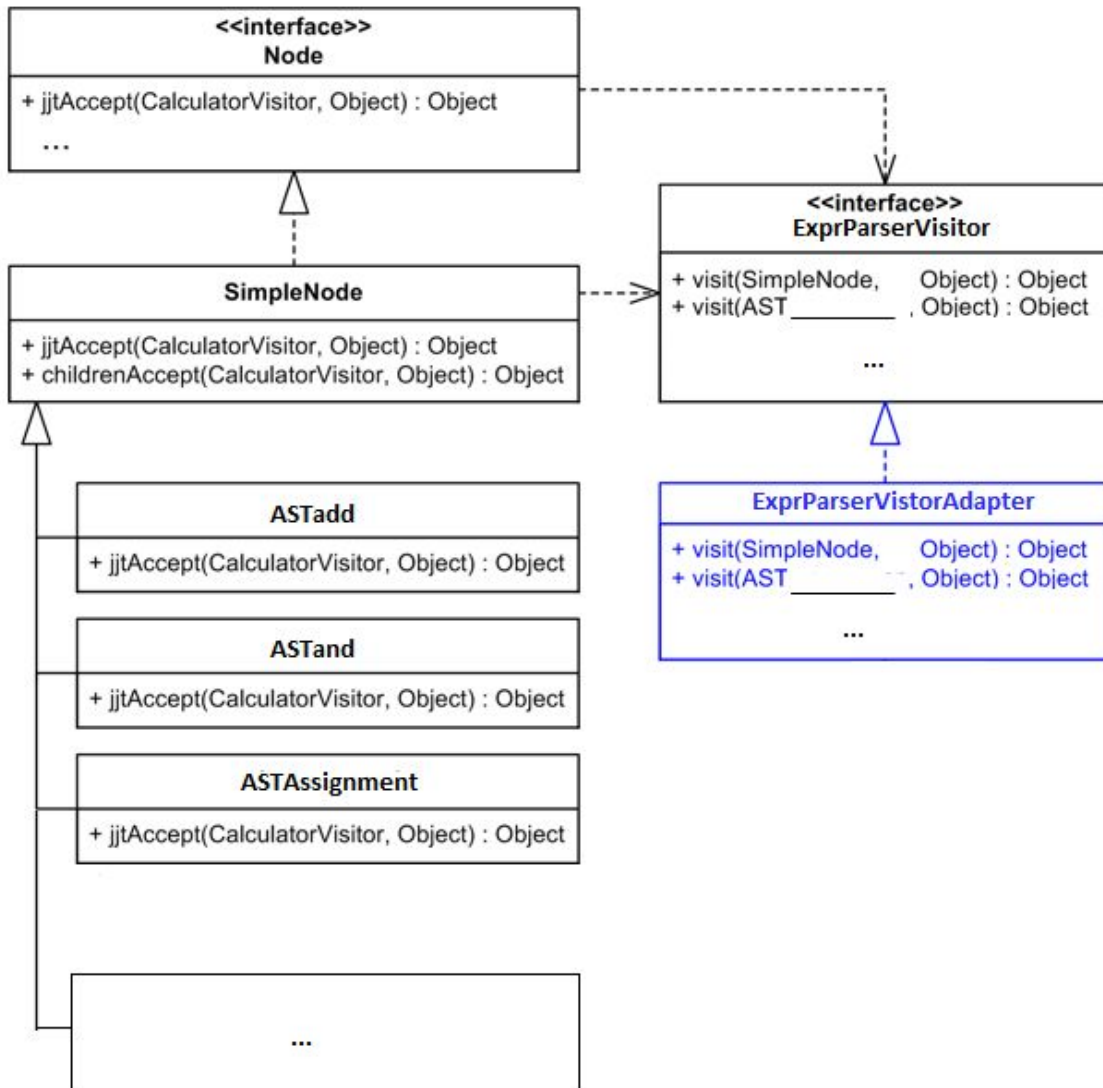 <<interface>>
Node
+ jjtAccept(CalculatorVisitor, Object) : Object
...
<<interface>>
ExprParserVisitor
+ visit(SimpleNode, Object) : Object
+ visit(AST_________ , Object) : Object
...
SimpleNode
+ jjtAccept(CalculatorVisitor, Object) : Object
+ childrenAccept(CalculatorVisitor, Object) : Object
ExprParserVistorAdapter
+ visit(SimpleNode, Object) : Object
+ visit(AST_________ , Object) : Object
...
ASTadd
+ jjtAccept(CalculatorVisitor, Object) : Object
ASTand
+ jjtAccept(CalculatorVisitor, Object) : Object
ASTAssignment
+ jjtAccept(CalculatorVisitor, Object) : Object
...